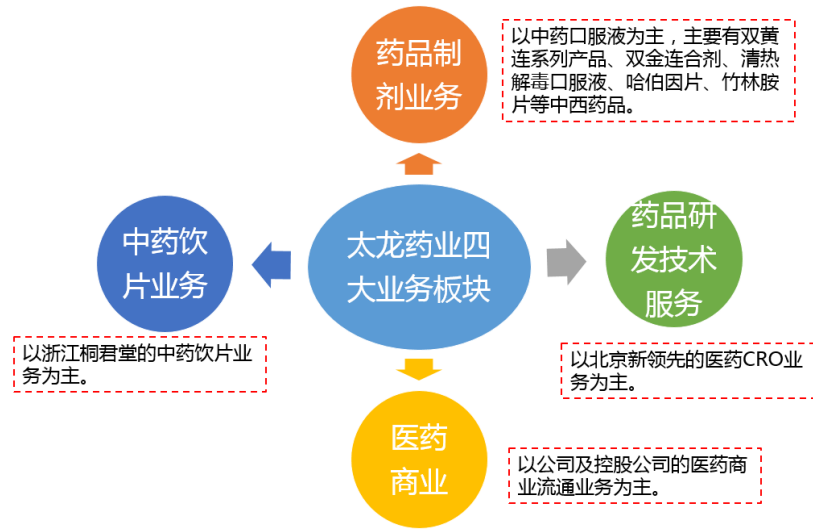 药品制
剂业务
以中药口服液为主，主要有双黄
连系列产品、双金连合剂、清热
解毒口服液、哈伯因片、竹林胺
片等中西药品。
中药饮
片业务
太龙药业四
大业务板块
药品研
发技术
服务
以浙江桐君堂的中药饮片业
务为主。
以北京新领先的医药CRO业
务为主。
医药
商业
以公司及控股公司的医药商
业流通业务为主。